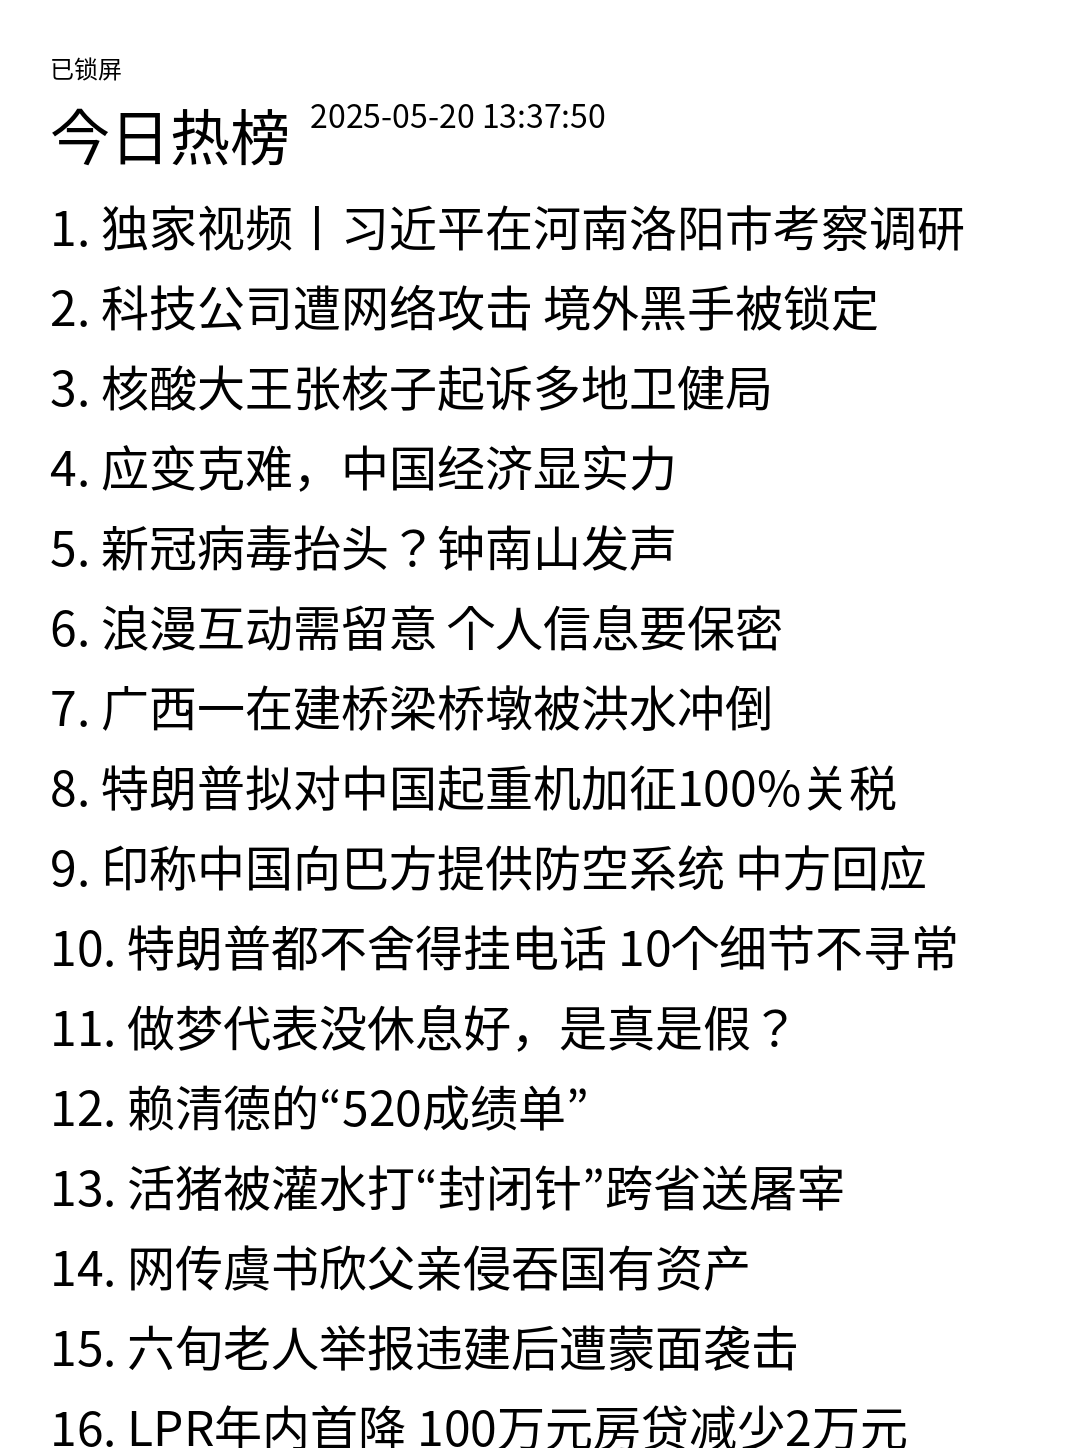 已锁屏
今日热榜 2025-05-20 13:37:50
1. 独家视频丨习近平在河南洛阳市考察调研
2. 科技公司遭网络攻击 境外黑手被锁定
3. 核酸大王张核子起诉多地卫健局
4. 应变克难，中国经济显实力
5. 新冠病毒抬头？钟南山发声
6. 浪漫互动需留意 个人信息要保密
7. 广西一在建桥梁桥墩被洪水冲倒
8. 特朗普拟对中国起重机加征100%关税
9. 印称中国向巴方提供防空系统 中方回应
10. 特朗普都不舍得挂电话 10个细节不寻常
11. 做梦代表没休息好，是真是假？
12. 赖清德的“520成绩单”
13. 活猪被灌水打“封闭针”跨省送屠宰
14. 网传虞书欣父亲侵吞国有资产
15. 六旬老人举报违建后遭蒙面袭击
16. LPR年内首降 100万元房贷减少2万元